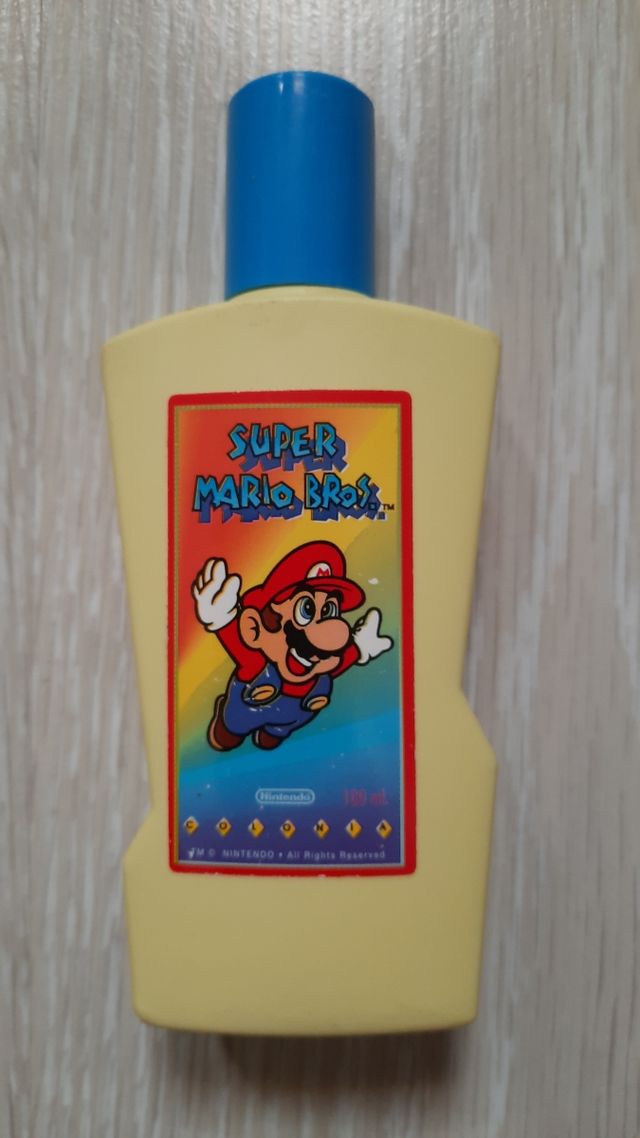 SUPER
MARIO BROS.™
M
Nintendo 100 ml.
COLONIA
TM © NINTENDO • All Rights Reserved